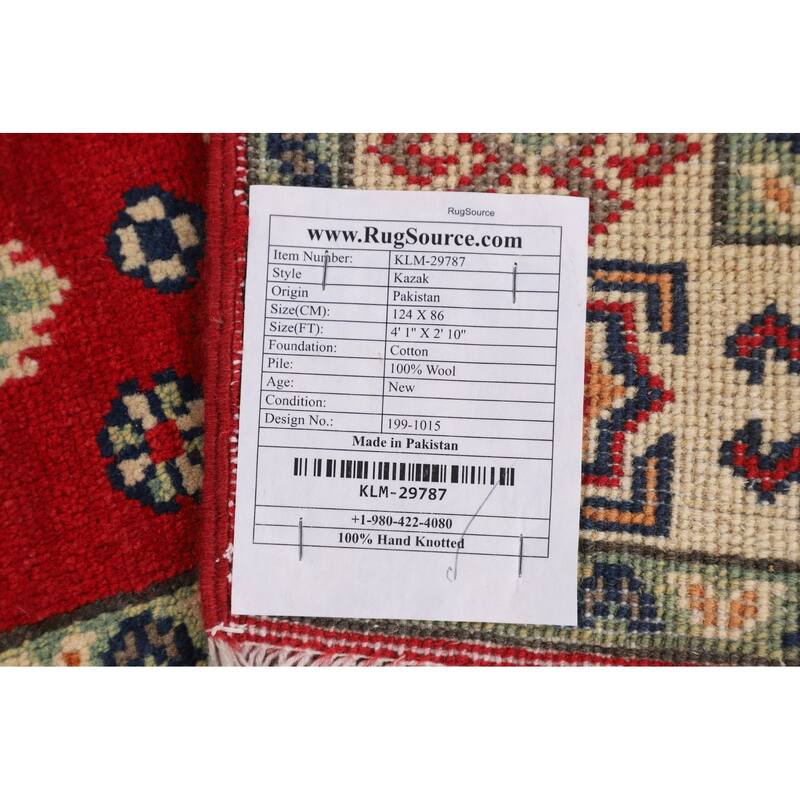 RugSource
www.RugSource.com
Item Number: KLM-29787
Style Kazak
Origin Pakistan
Size(CM): 124 X 86
Size(FT): 4' 1" X 2' 10"
Foundation: Cotton
Pile: 100% Wool
Age: New
Condition:
Design No.: 199-1015
Made in Pakistan
KLM-29787
+1-980-422-4080
100% Hand Knotted